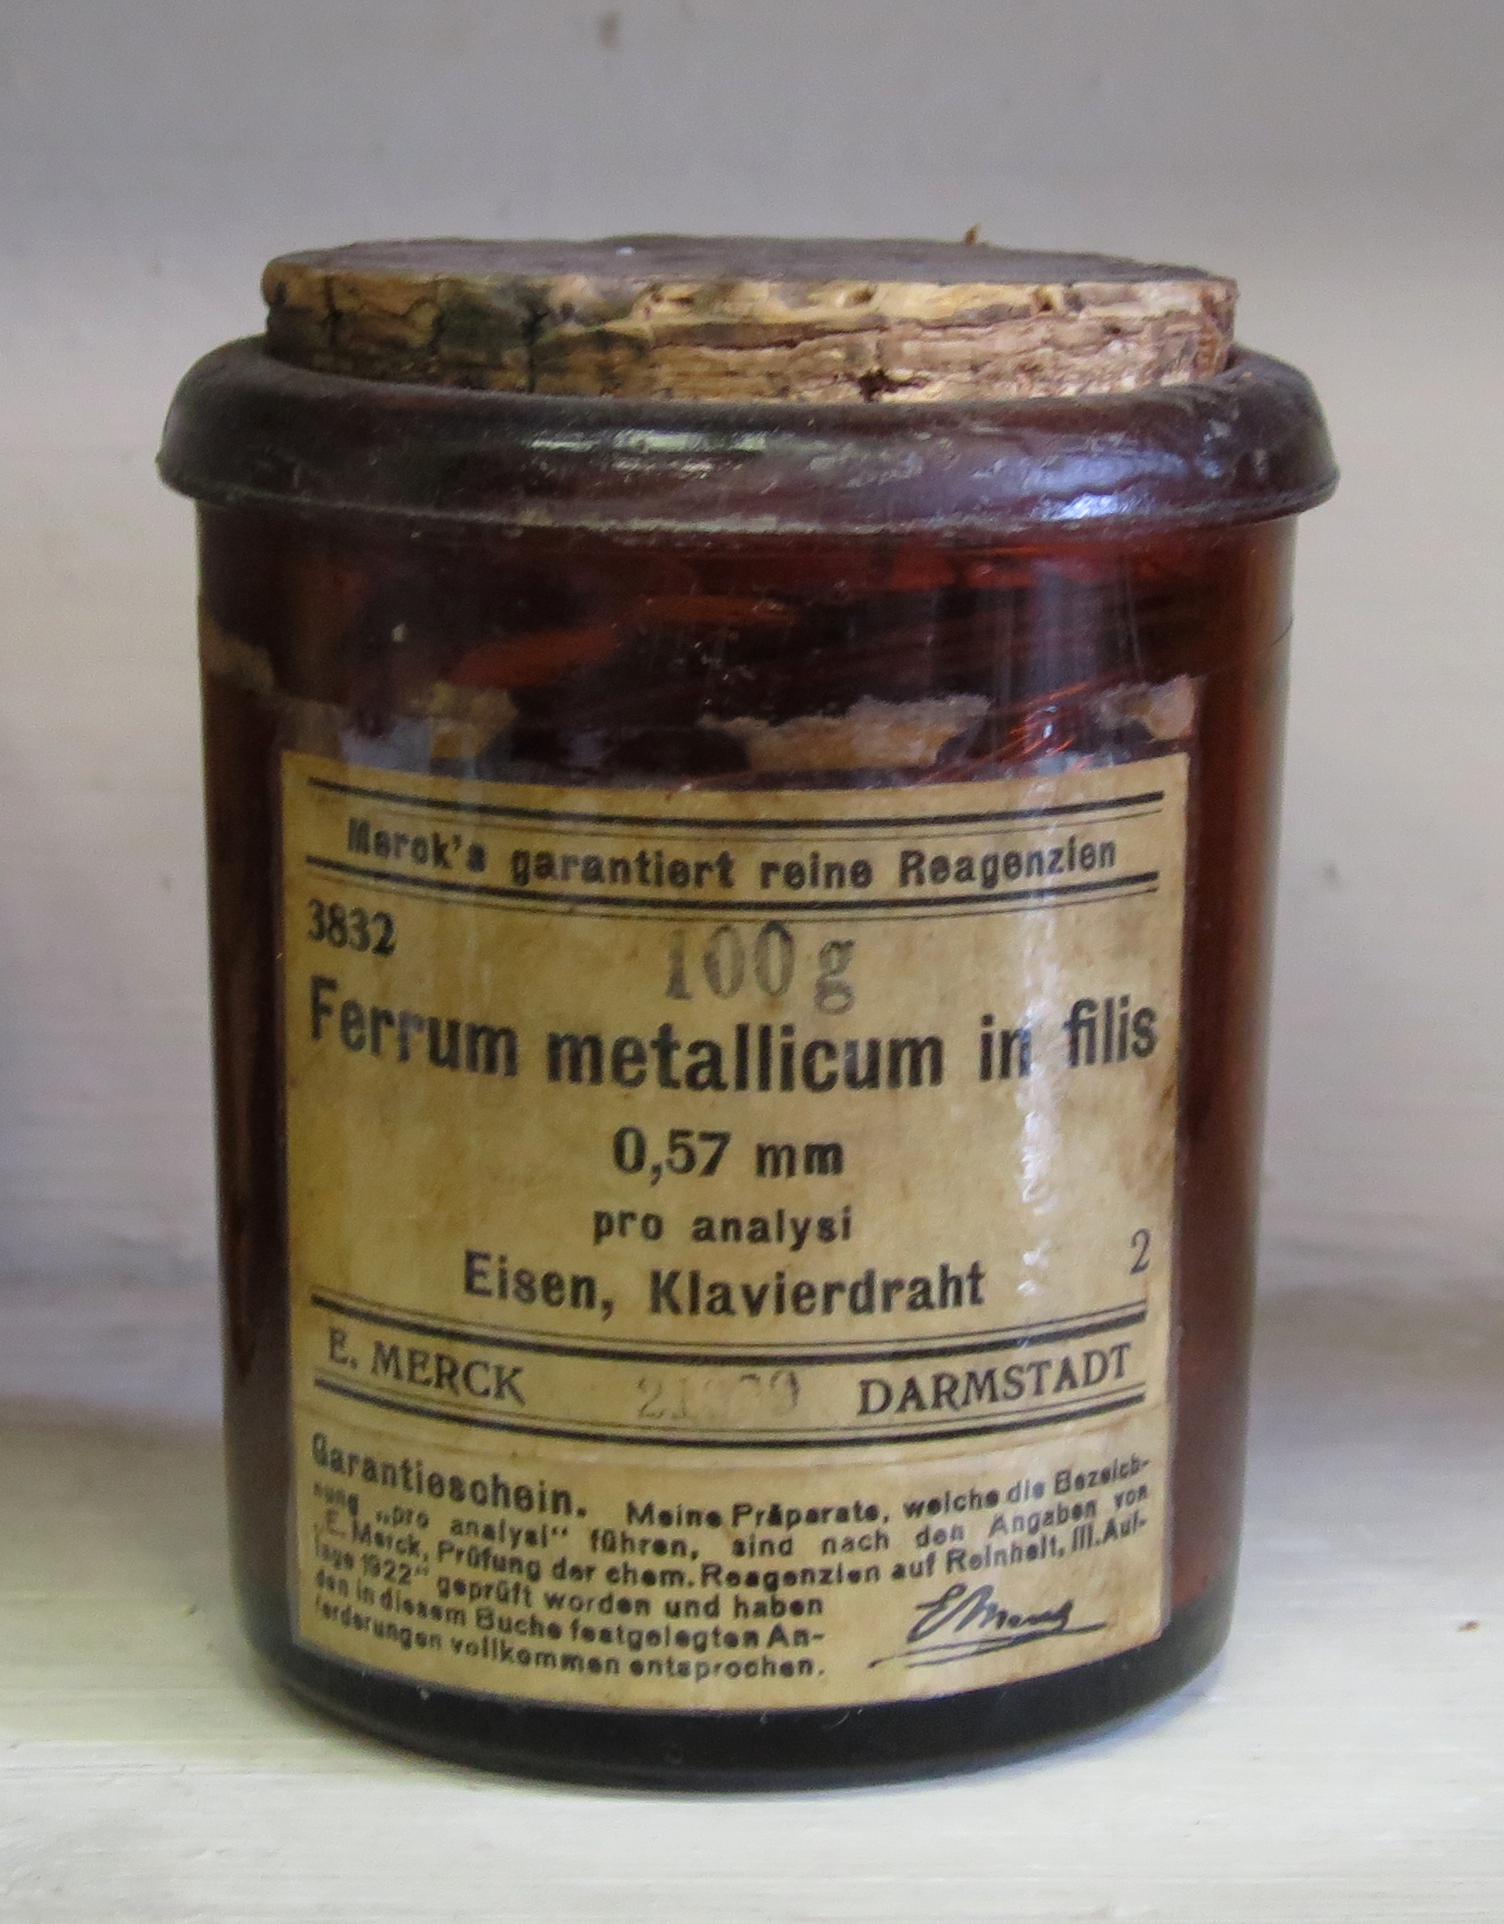 Merck's garantiert reine Reagenzien
3832
100 g
Ferrum metallicum in filis
0,57 mm
pro analysi
2
Eisen, Klavierdraht
E. MERCK DARMSTADT
Garantieschein. Meine Präparate, welche die Bezeich-
nung „pro analysi“ führen, sind nach den Angaben von
„E. Merck, Prüfung der chem. Reagenzien auf Reinheit, III. Auf-
lage 1922“ geprüft worden und haben
den in diesem Buche festgelegten An-
forderungen vollkommen entsprochen.
E Merck